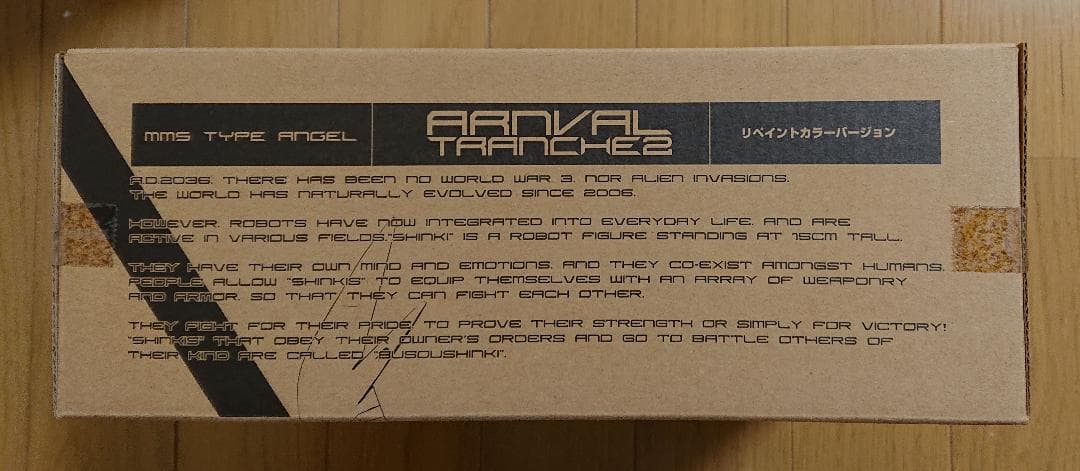 MMS TYPE ANGEL
ARNVAL
TRANCHE2
リペイントカラーバージョン
A.D.2036. THERE HAS BEEN NO WORLD WAR 3. NOR ALIEN INVASIONS.
THE WORLD HAS NATURALLY EVOLVED SINCE 2006.
HOWEVER. ROBOTS HAVE NOW INTEGRATED INTO EVERYDAY LIFE. AND ARE
ACTIVE IN VARIOUS FIELDS."SHINKI" IS A ROBOT FIGURE STANDING AT 15CM TALL.
THEY HAVE THEIR OWN MIND AND EMOTIONS. AND THEY CO-EXIST AMONGST HUMANS.
PEOPLE ALLOW "SHINKIS" TO EQUIP THEMSELVES WITH AN ARRAY OF WEAPONRY
AND ARMOR. SO THAT THEY CAN FIGHT EACH OTHER.
THEY FIGHT FOR THEIR PRIDE. TO PROVE THEIR STRENGTH OR SIMPLY FOR VICTORY!
"SHINKIS" THAT OBEY THEIR OWNER'S ORDERS AND GO TO BATTLE OTHERS OF
THEIR KIND ARE CALLED. "BUSOUSHINKI".